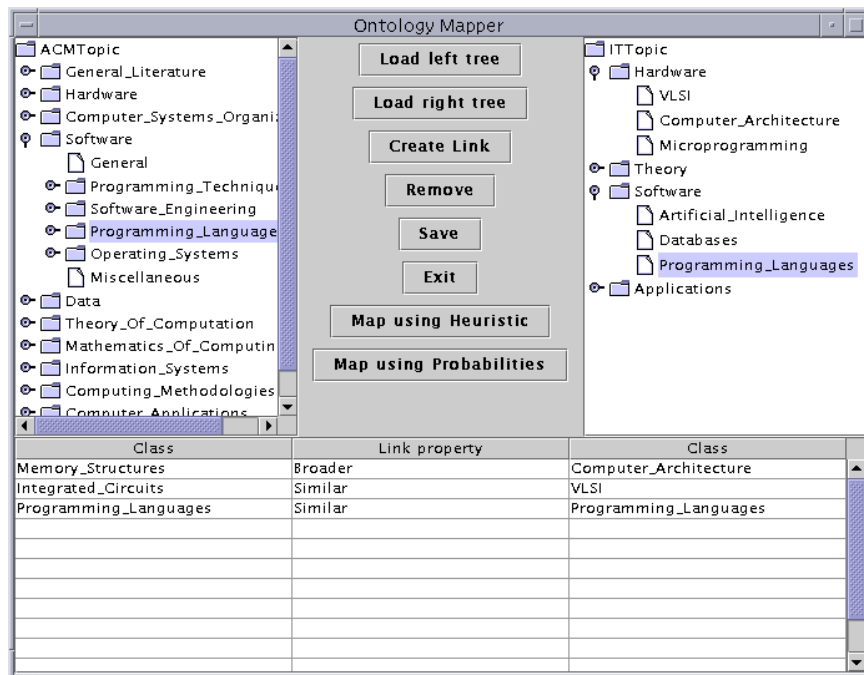 Ontology Mapper
ACMTopic
General_Literature
Hardware
Computer_Systems_Organi
Software
General
Programming_Techniqu
Software_Engineering
Programming_Language
Operating_Systems
Miscellaneous
Data
Theory_Of_Computation
Mathematics_Of_Computin
Information_Systems
Computing_Methodologies
Computer_Applications
Load left tree
Load right tree
Create Link
Remove
Save
Exit
Map using Heuristic
Map using Probabilities
ITTopic
Hardware
VLSI
Computer_Architecture
Microprogramming
Theory
Software
Artificial_Intelligence
Databases
Programming_Languages
Applications
Class Link property Class
Memory_Structures Broader Computer_Architecture
Integrated_Circuits Similar VLSI
Programming_Languages Similar Programming_Languages